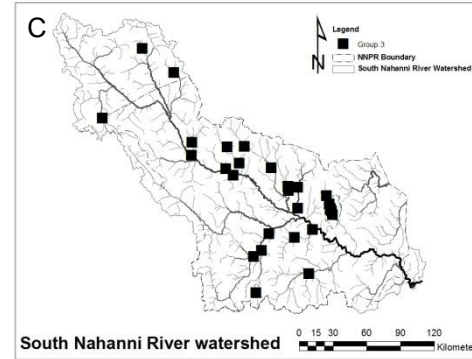 C
Legend
Group 3
NNPR Boundary
South Nahanni River Watershed
N
South Nahanni River watershed
0 15 30 60 90 120
Kilomete